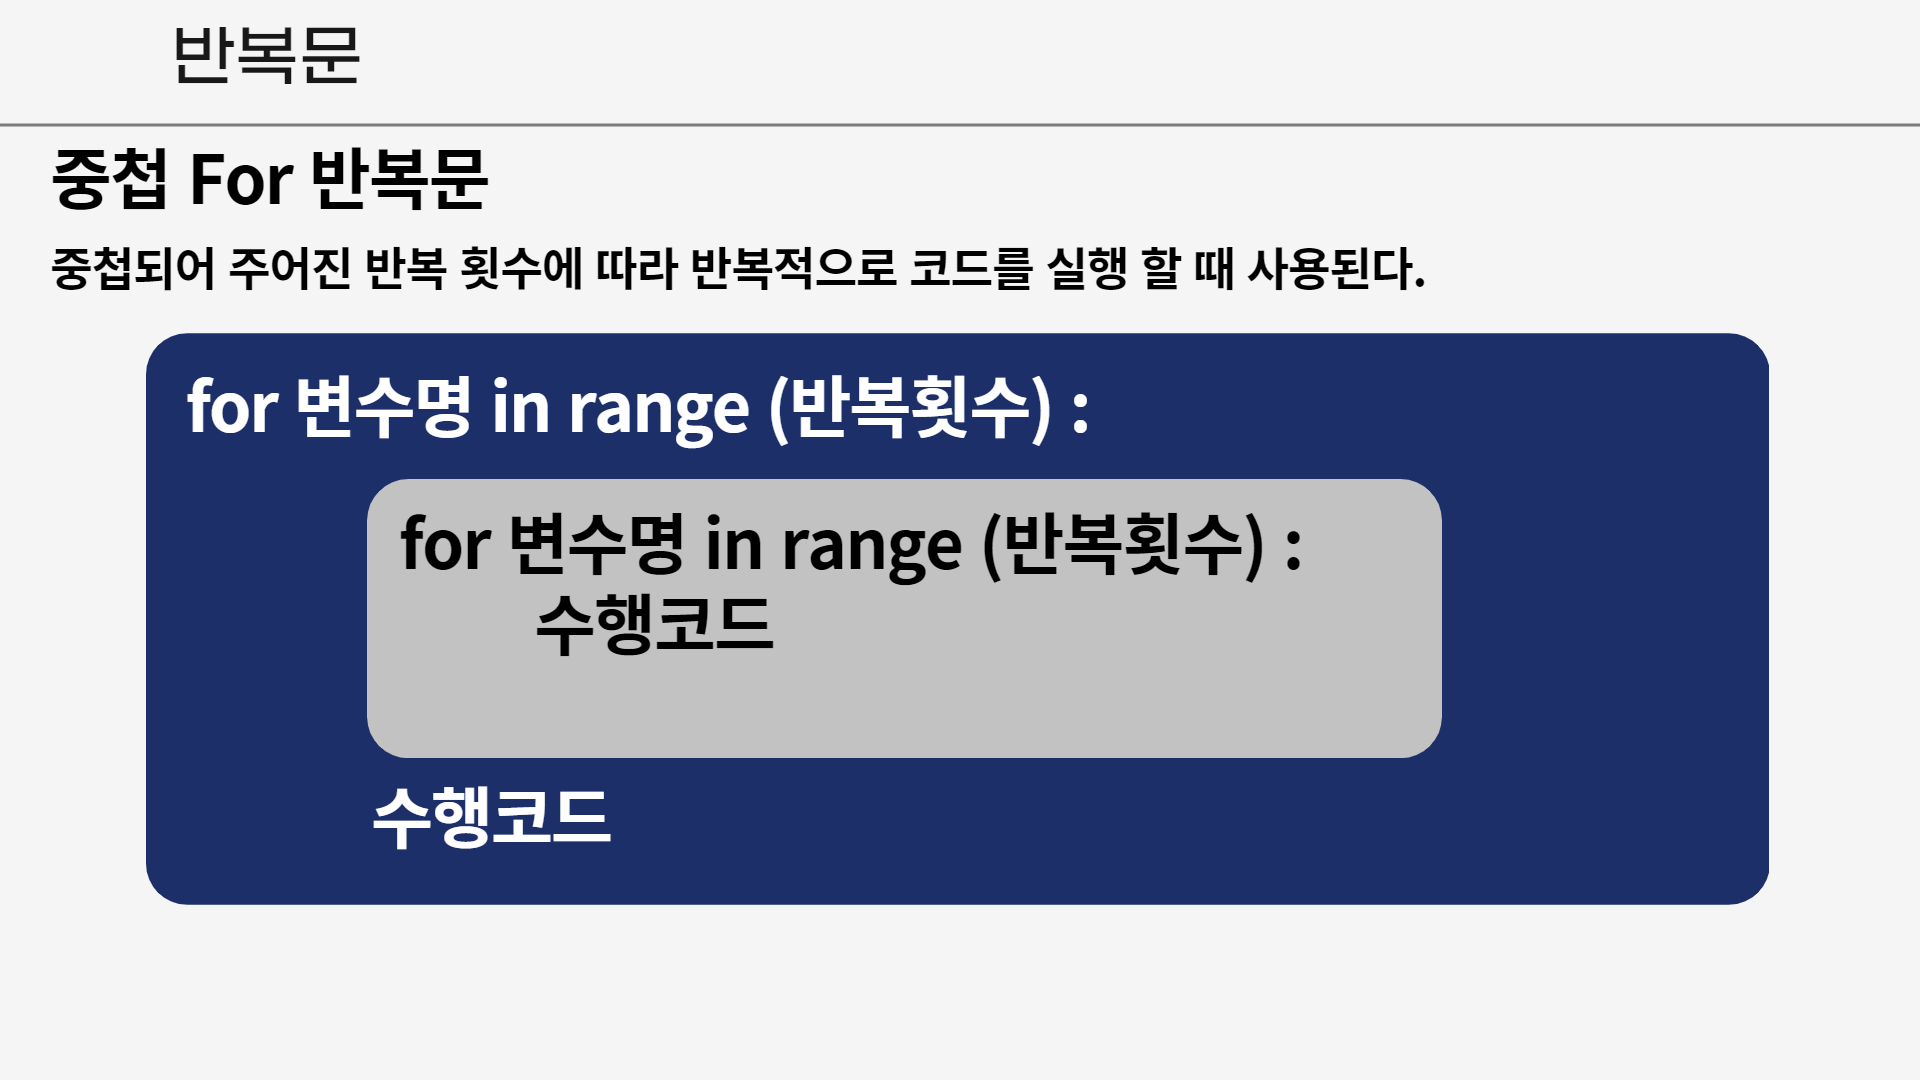 반복문
중첩 For 반복문
중첩되어 주어진 반복 횟수에 따라 반복적으로 코드를 실행 할 때 사용된다.
for 변수명 in range (반복횟수) :
for 변수명 in range (반복횟수) :
수행코드
수행코드